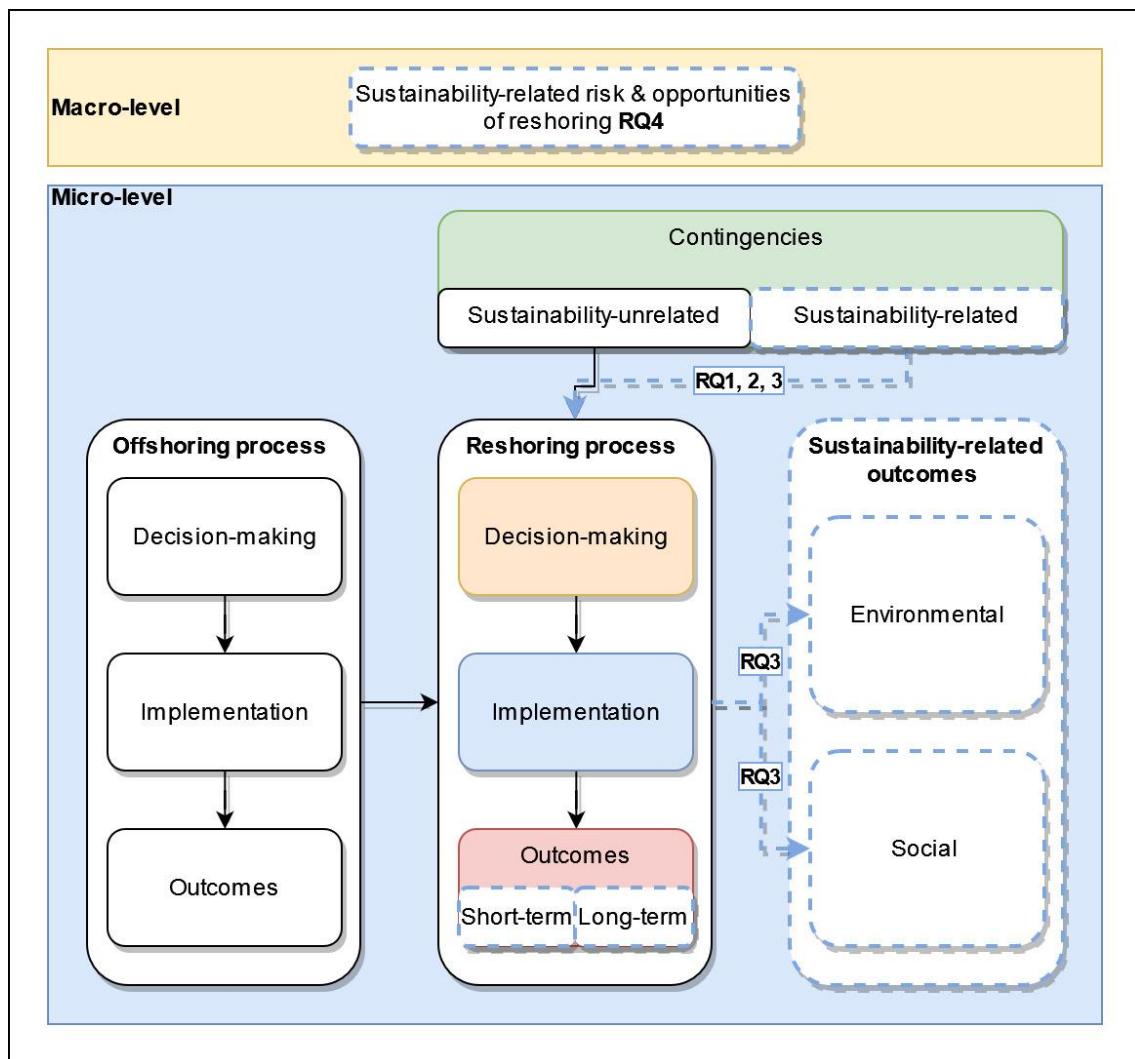 Macro-level
Sustainability-related risk & opportunities
of reshoring RQ4
Micro-level
Contingencies
Sustainability-unrelated
Sustainability-related
RQ1, 2, 3
Offshoring process
Decision-making
Implementation
Outcomes
Reshoring process
Decision-making
Implementation
Outcomes
Short-term
Long-term
RQ3
RQ3
Sustainability-related
outcomes
Environmental
Social